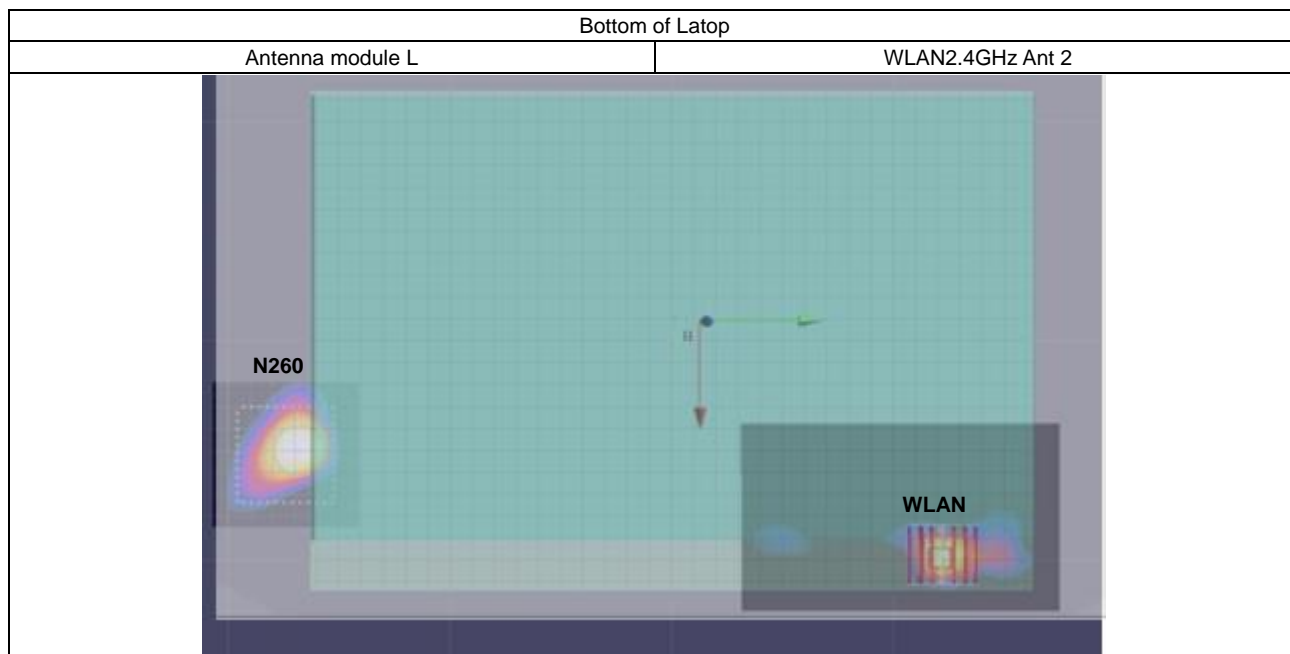 Bottom of Latop
Antenna module L
WLAN2.4GHz Ant 2
N260
WLAN